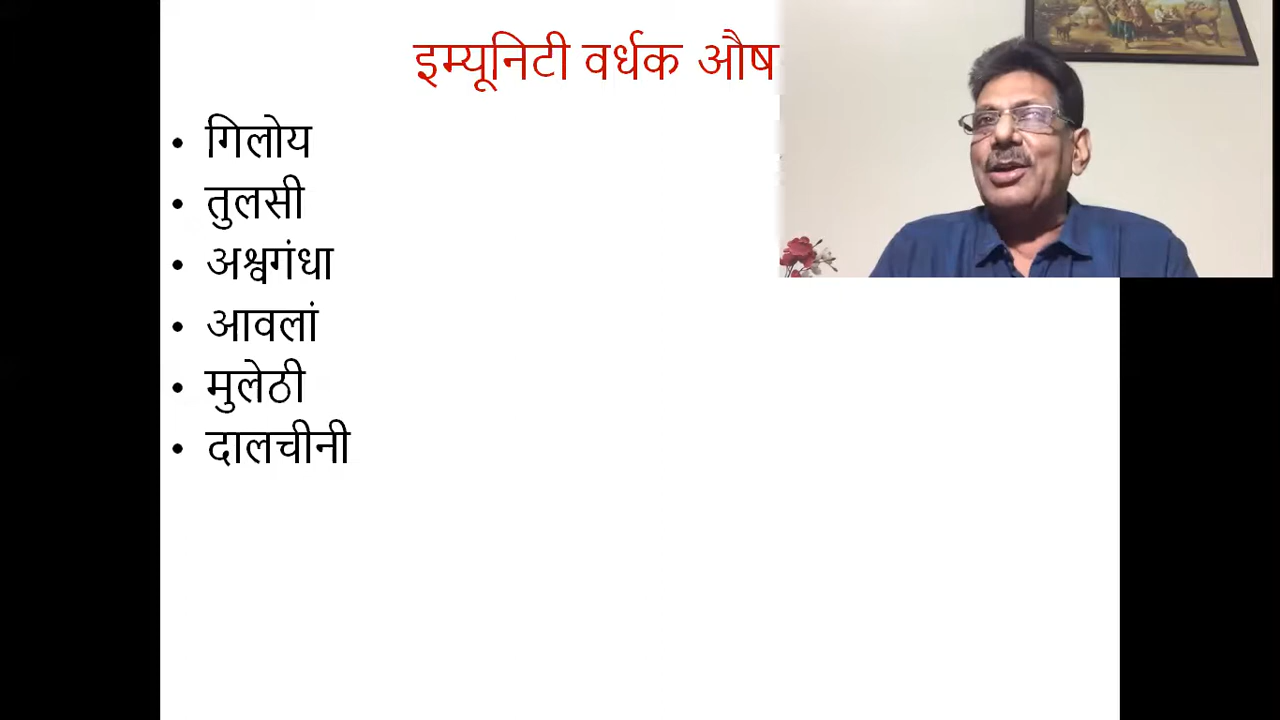 इम्यूनिटी वर्धक औष
• गिलोय
• तुलसी
• अश्वगंधा
• आवलां
• मुलेठी
• दालचीनी